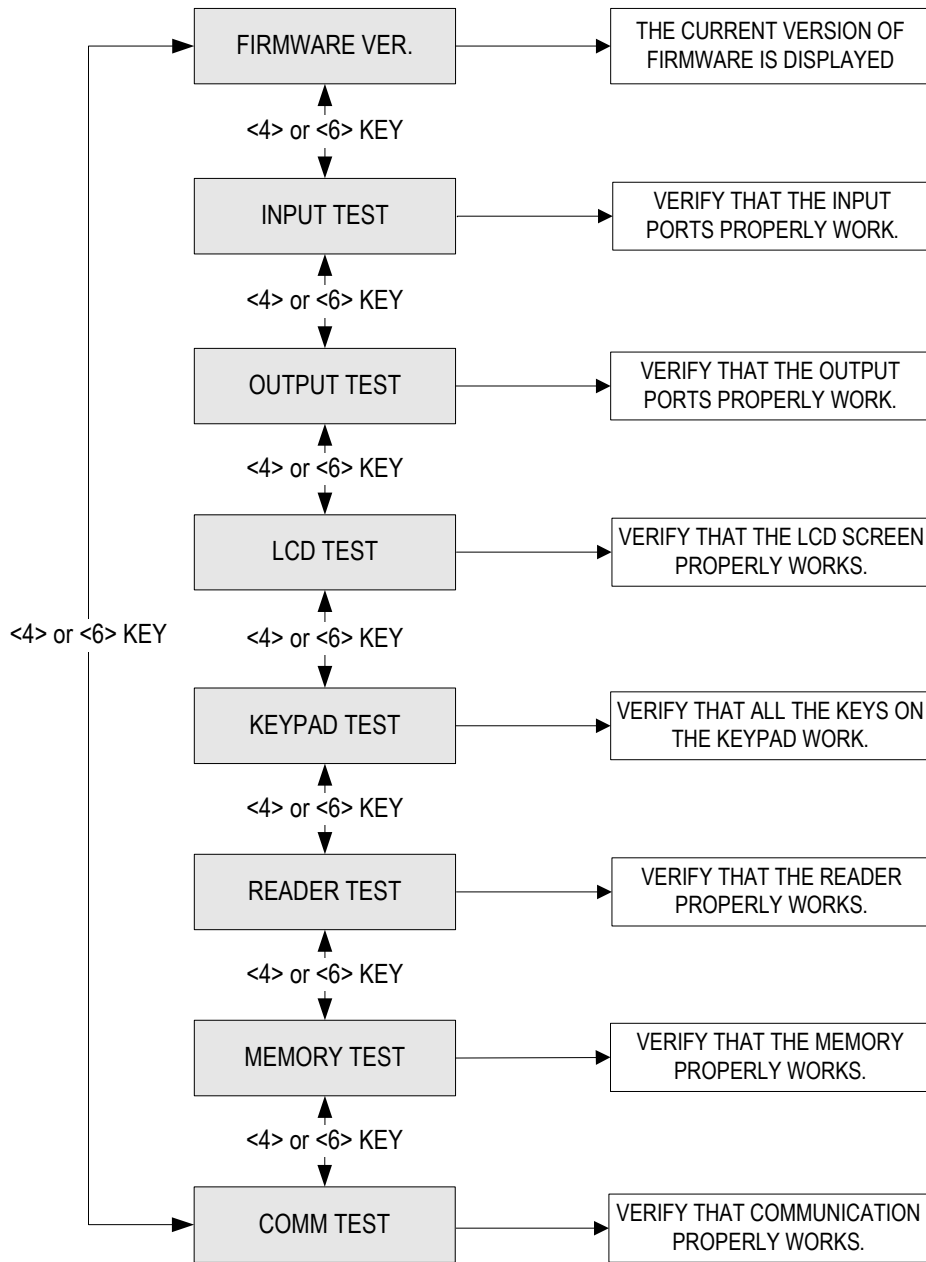 FIRMWARE VER.
THE CURRENT VERSION OF
FIRMWARE IS DISPLAYED
<4> or <6> KEY
INPUT TEST
VERIFY THAT THE INPUT
PORTS PROPERLY WORK.
<4> or <6> KEY
OUTPUT TEST
VERIFY THAT THE OUTPUT
PORTS PROPERLY WORK.
<4> or <6> KEY
LCD TEST
VERIFY THAT THE LCD SCREEN
PROPERLY WORKS.
<4> or <6> KEY
<4> or <6> KEY
KEYPAD TEST
VERIFY THAT ALL THE KEYS ON
THE KEYPAD WORK.
<4> or <6> KEY
READER TEST
VERIFY THAT THE READER
PROPERLY WORKS.
<4> or <6> KEY
MEMORY TEST
VERIFY THAT THE MEMORY
PROPERLY WORKS.
<4> or <6> KEY
COMM TEST
VERIFY THAT COMMUNICATION
PROPERLY WORKS.